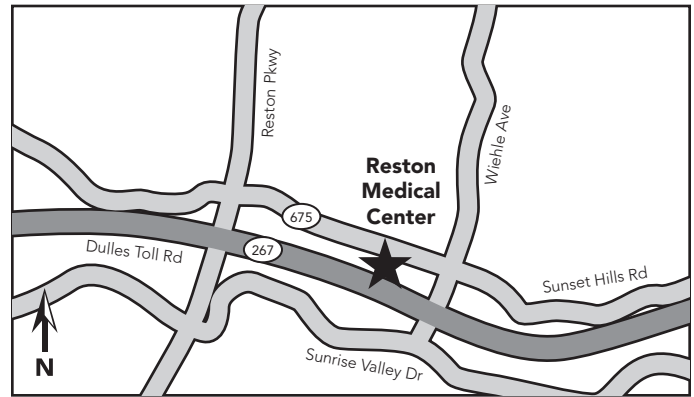 Reston Pkwy
Wiehle Ave
Reston
Medical
Center
675
267
Dulles Toll Rd
Sunset Hills Rd
Sunrise Valley Dr
N